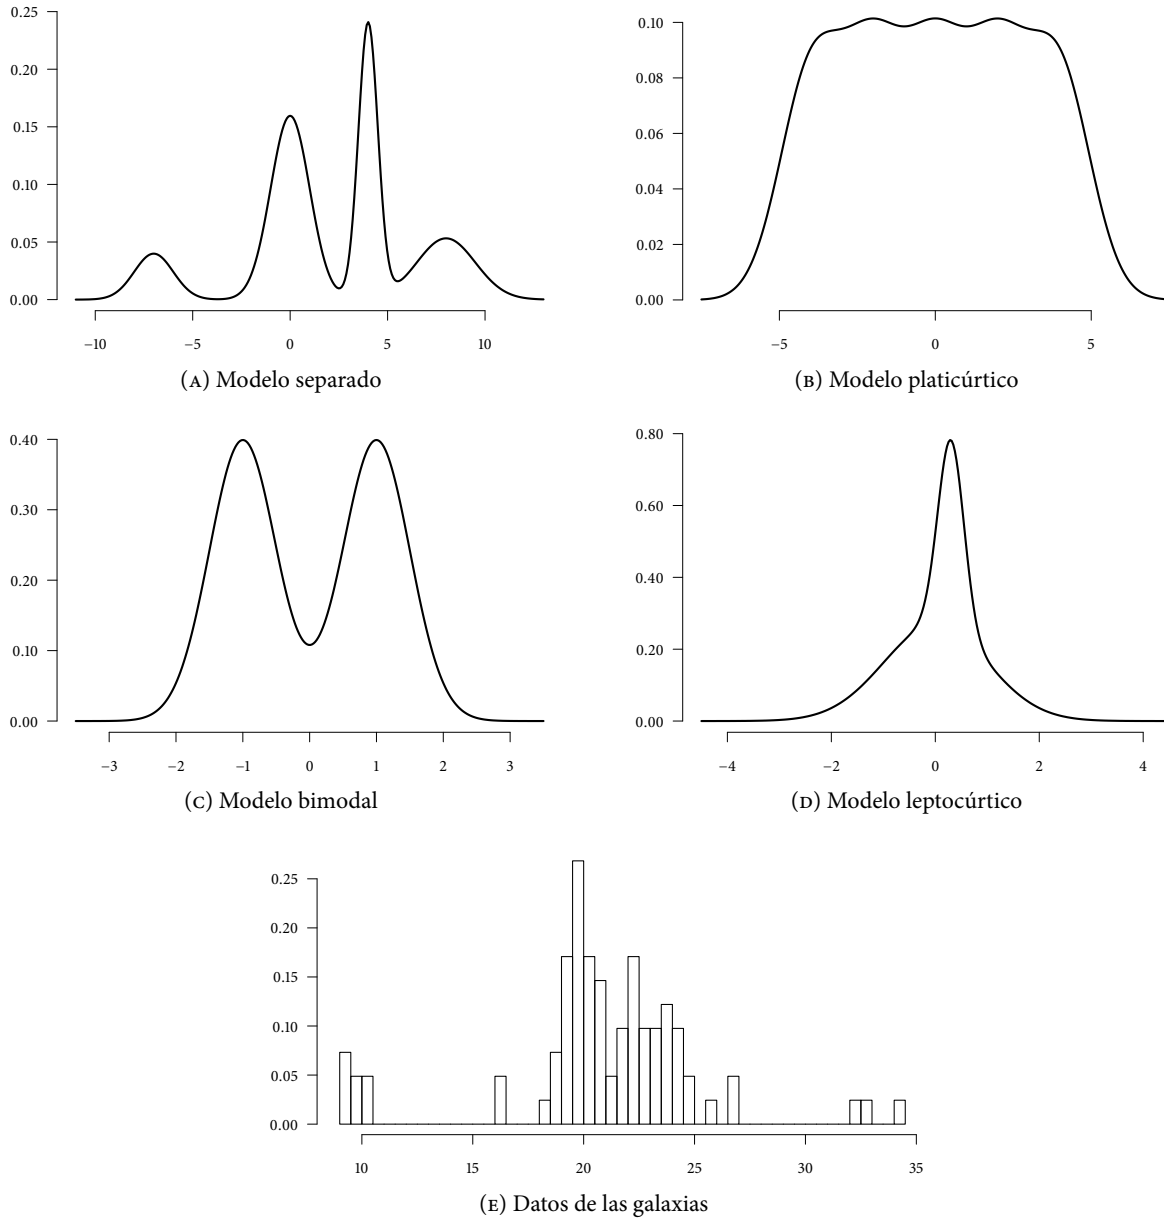 0.25
0.20
0.15
0.10
0.05
0.00
−10 −5 0 5 10
(A) Modelo separado
0.10
0.08
0.06
0.04
0.02
0.00
−5 0 5
(B) Modelo platicúrtico
0.40
0.30
0.20
0.10
0.00
−3 −2 −1 0 1 2 3
(C) Modelo bimodal
0.80
0.60
0.40
0.20
0.00
−4 −2 0 2 4
(D) Modelo leptocúrtico
0.25
0.20
0.15
0.10
0.05
0.00
10 15 20 25 30 35
(E) Datos de las galaxias